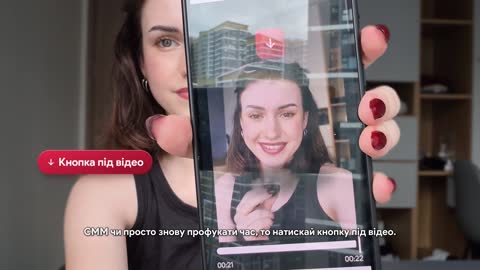 Кнопка під відео
СММ чи просто знову профукати час, то натискай кнопку під відео.
00:21
00:22